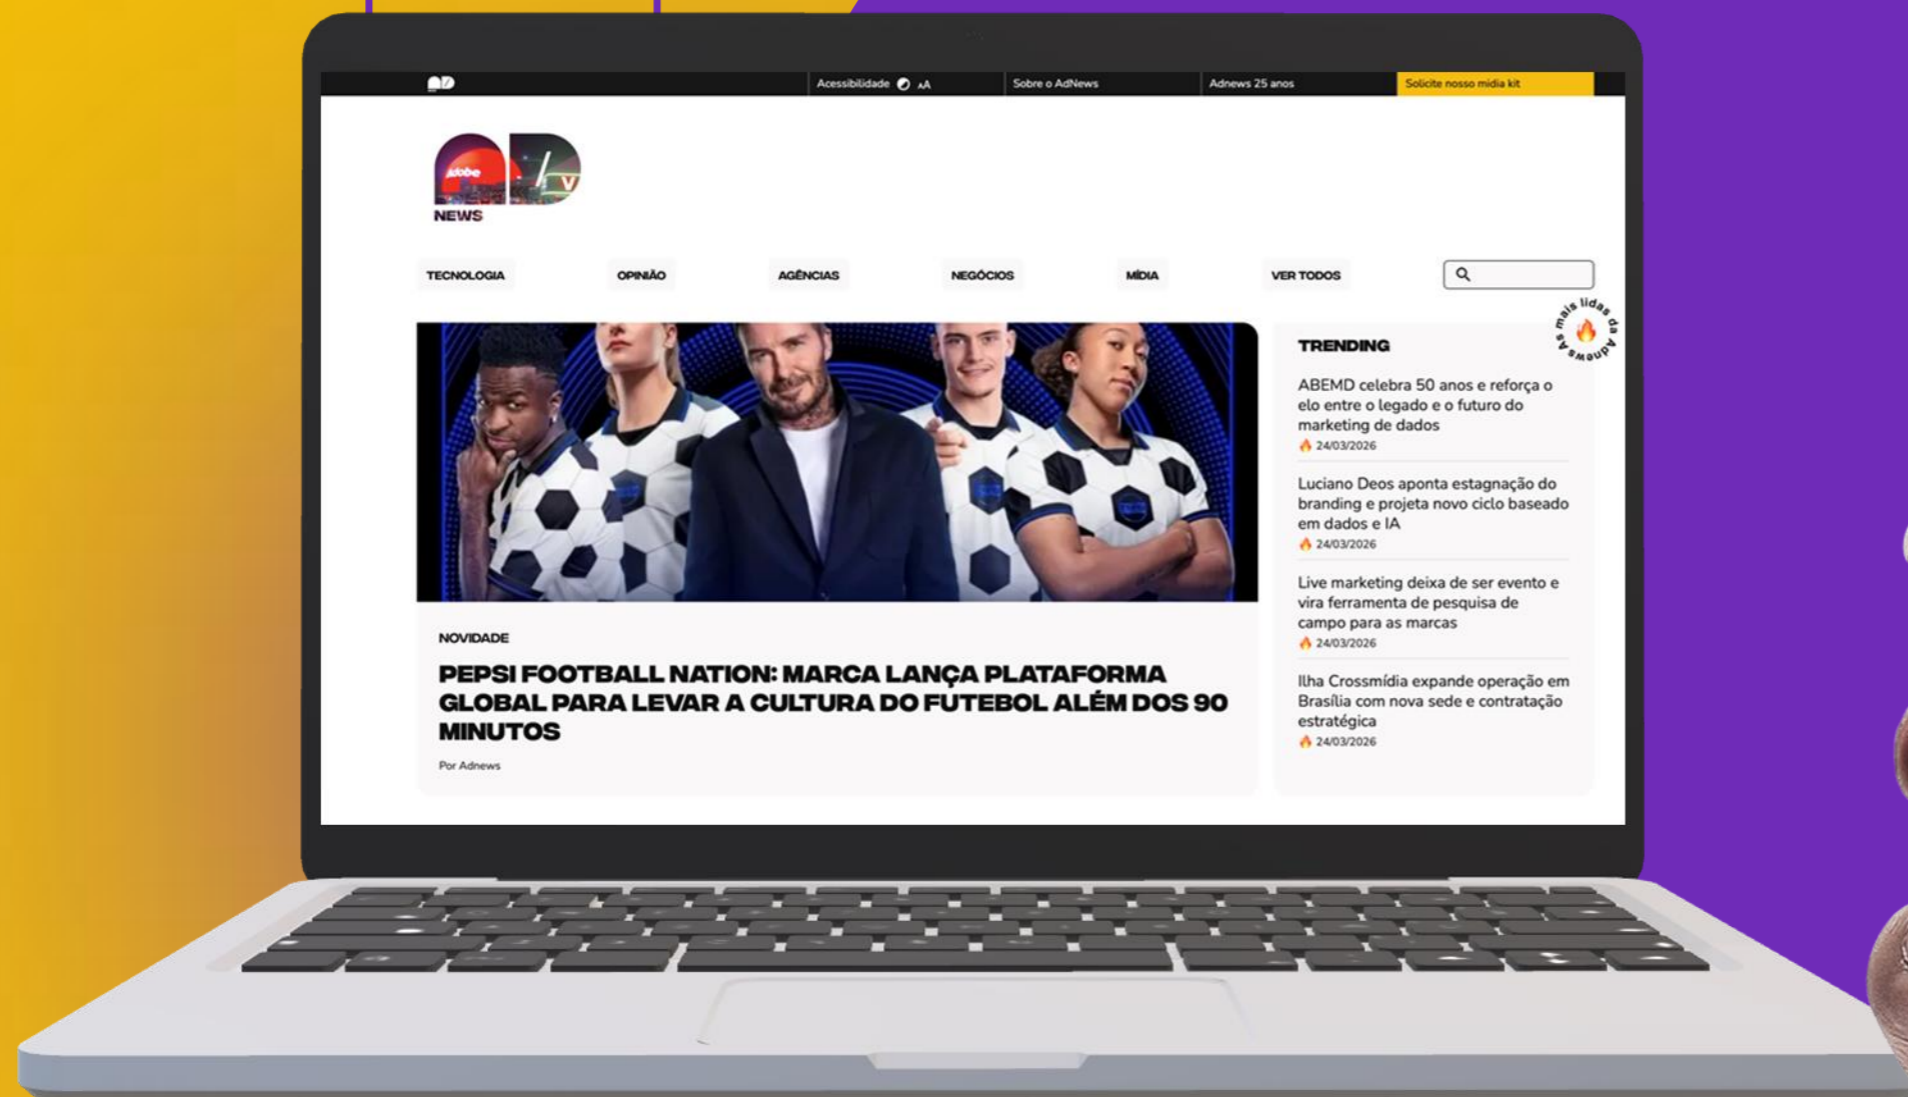 Acessibilidade AA
Sobre o AdNews
Adnews 25 anos
Solicite nosso midia kit
Adobe
V
NEWS
TECNOLOGIA
OPINIÃO
AGÊNCIAS
NEGÓCIOS
MÍDIA
VER TODOS
As mais lidas da Adnews
NOVIDADE
PEPSI FOOTBALL NATION: MARCA LANÇA PLATAFORMA
GLOBAL PARA LEVAR A CULTURA DO FUTEBOL ALÉM DOS 90
MINUTOS
Por Adnews
TRENDING
ABEMD celebra 50 anos e reforça o
elo entre o legado e o futuro do
marketing de dados
24/03/2026
Luciano Deos aponta estagnação do
branding e projeta novo ciclo baseado
em dados e IA
24/03/2026
Live marketing deixa de ser evento e
vira ferramenta de pesquisa de
campo para as marcas
24/03/2026
Ilha Crossmídia expande operação em
Brasília com nova sede e contratação
estratégica
24/03/2026